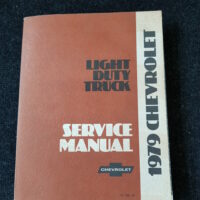 LIGHT
DUTY
TRUCK
SERVICE
MANUAL
CHEVROLET
1979 CHEVROLET